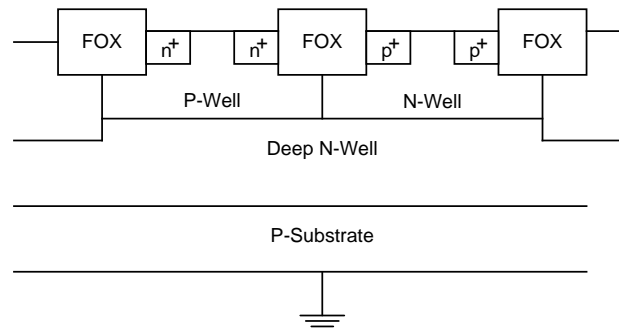 FOX n+ n+ FOX p+ p+ FOX
P-Well N-Well
Deep N-Well
P-Substrate